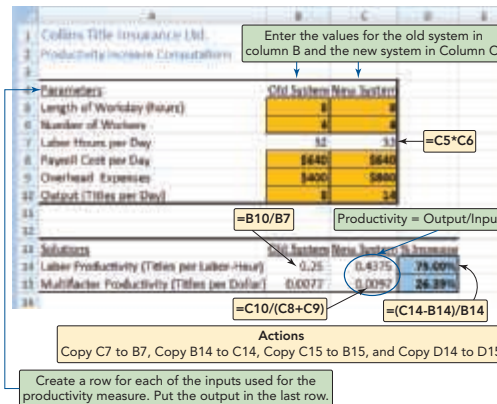 Collins Title Insurance Ltd.
Productivity Increase Computations
Enter the values for the old system in
column B and the new system in Column C
Parameters Old System New System
Length of Workday (hours) 8 8
Number of Workers 4 4
Labor Hours per Day 32
=C5*C6
Payroll Cost per Day $640 $640
Overhead Expenses $400 $800
Output (Titles per Day) 8 14
=B10/B7
Productivity = Output/Input
Solutions Old System New System % Increase
Labor Productivity (Titles per Labor-Hour) 0.25 0.4375 75.00%
Multifactor Productivity (Titles per Dollar) 0.0077 0.0097 26.39%
=C10/(C8+C9)
=(C14-B14)/B14
Actions
Copy C7 to B7, Copy B14 to C14, Copy C15 to B15, and Copy D14 to D15
Create a row for each of the inputs used for the
productivity measure. Put the output in the last row.